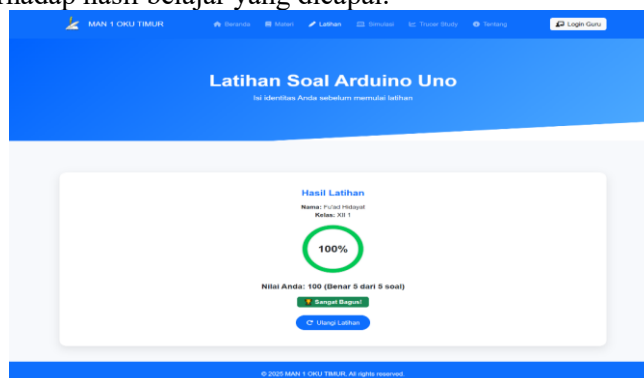 rhadap hasil belajar yang dicapai.
MAN 1 OKU TIMUR Beranda Materi Latihan Simulasi Tracer Study Tentang Login Guru
Latihan Soal Arduino Uno
Isi identitas Anda sebelum memulai latihan
Hasil Latihan
Nama: Fu'ad Hidayat
Kelas: XII 1
100%
Nilai Anda: 100 (Benar 5 dari 5 soal)
Sangat Bagus!
Ulangi Latihan
© 2025 MAN 1 OKU TIMUR. All rights reserved.